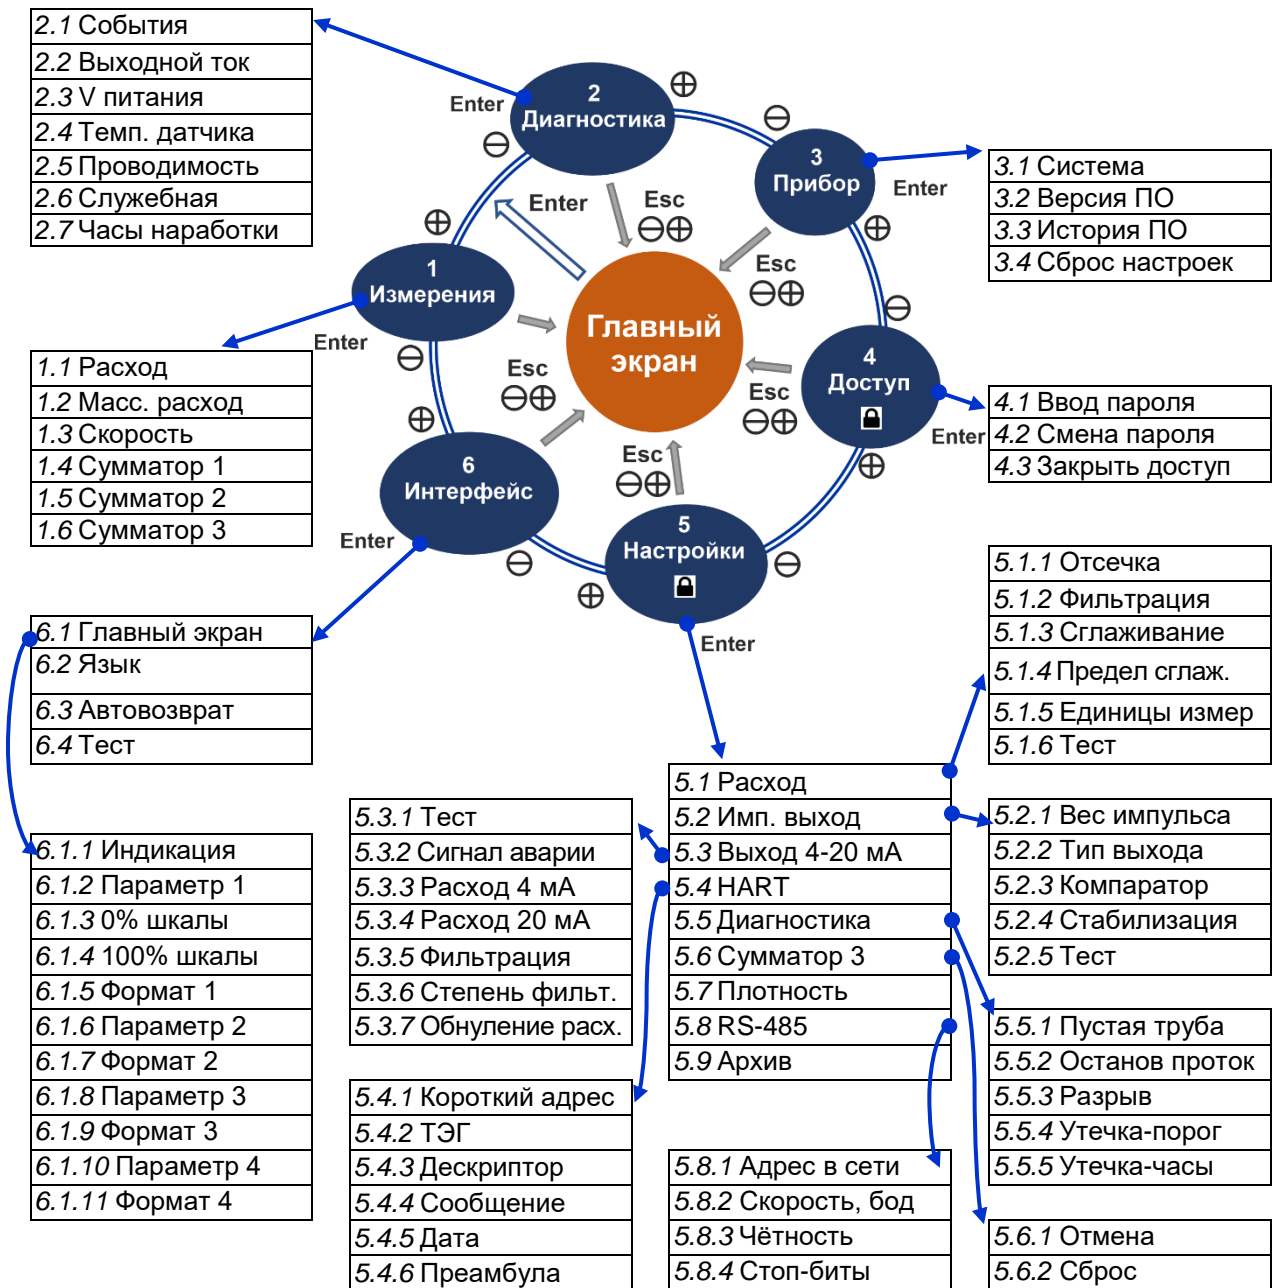 2.1 События
2.2 Выходной ток
2.3 V питания
2.4 Темп. датчика
2.5 Проводимость
2.6 Служебная
2.7 Часы наработки
Enter
2
Диагностика
⊕
⊖
⊖
3
Прибор
Enter
⊕
3.1 Система
3.2 Версия ПО
3.3 История ПО
3.4 Сброс настроек
Enter
Esc
⊖⊕
Esc
⊖⊕
⊕
1
Измерения
Enter
⊖
Главный
экран
⊖
4
Доступ
Enter
⊕
1.1 Расход
1.2 Масс. расход
1.3 Скорость
1.4 Сумматор 1
1.5 Сумматор 2
1.6 Сумматор 3
Esc
⊖⊕
Esc
⊖⊕
Esc
⊖⊕
4.1 Ввод пароля
4.2 Смена пароля
4.3 Закрыть доступ
⊕
6
Интерфейс
Enter
⊖
⊕
5
Настройки
⊖
Enter
6.1 Главный экран
6.2 Язык
6.3 Автовозврат
6.4 Тест
5.1.1 Отсечка
5.1.2 Фильтрация
5.1.3 Сглаживание
5.1.4 Предел сглаж.
5.1.5 Единицы измер
5.1.6 Тест
6.1.1 Индикация
6.1.2 Параметр 1
6.1.3 0% шкалы
6.1.4 100% шкалы
6.1.5 Формат 1
6.1.6 Параметр 2
6.1.7 Формат 2
6.1.8 Параметр 3
6.1.9 Формат 3
6.1.10 Параметр 4
6.1.11 Формат 4
5.3.1 Тест
5.3.2 Сигнал аварии
5.3.3 Расход 4 мА
5.3.4 Расход 20 мА
5.3.5 Фильтрация
5.3.6 Степень фильт.
5.3.7 Обнуление расх.
5.1 Расход
5.2 Имп. выход
5.3 Выход 4-20 мА
5.4 HART
5.5 Диагностика
5.6 Сумматор 3
5.7 Плотность
5.8 RS-485
5.9 Архив
5.2.1 Вес импульса
5.2.2 Тип выхода
5.2.3 Компаратор
5.2.4 Стабилизация
5.2.5 Тест
5.5.1 Пустая труба
5.5.2 Останов проток
5.5.3 Разрыв
5.5.4 Утечка-порог
5.5.5 Утечка-часы
5.4.1 Короткий адрес
5.4.2 ТЭГ
5.4.3 Дескриптор
5.4.4 Сообщение
5.4.5 Дата
5.4.6 Преамбула
5.8.1 Адрес в сети
5.8.2 Скорость, бод
5.8.3 Чётность
5.8.4 Стоп-биты
5.6.1 Отмена
5.6.2 Сброс